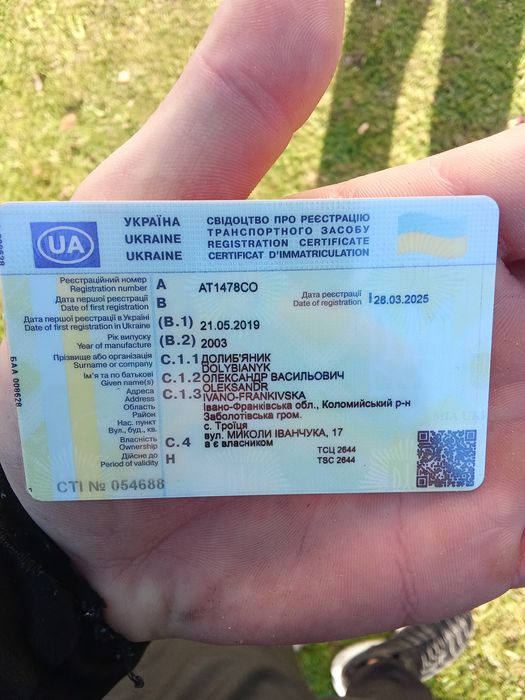 UA
УКРАЇНА
UKRAINE
UKRAINE
СВІДОЦТВО ПРО РЕЄСТРАЦІЮ
ТРАНСПОРТНОГО ЗАСОБУ
REGISTRATION CERTIFICATE
CERTIFICAT D'IMMATRICULATION
Реєстраційний номер
Registration number A AT1478CO
Дата першої реєстрації
Date of first registration B
Дата реєстрації
Date of registration I 26.03.2025
Дата першої реєстрації в Україні
Date of first registration in Ukraine (B.1) 21.05.2019
Рік випуску
Year of manufacture (B.2) 2003
Прізвище або організація
Surname or company C.1.1 ДОЛИБ'ЯНИК
DOLYBIANYK
Ім'я та по батькові
Given name(s) C.1.2 ОЛЕКСАНДР ВАСИЛЬОВИЧ
OLEKSANDR
Адреса
Address C.1.3 IVANO-FRANKIVSKA
Область Івано-Франківська обл., Коломийський р-н
Район Заболотівська гром.
Нас. пункт с. Троїця
Вул., буд., кв. вул. МИКОЛИ ІВАНЧУКА, 17
Власність
Ownership C.4 а є власником
Дійсне до
Period of validity H
ТСЦ 2644
TSC 2644
СТІ № 054688
БАА 008628